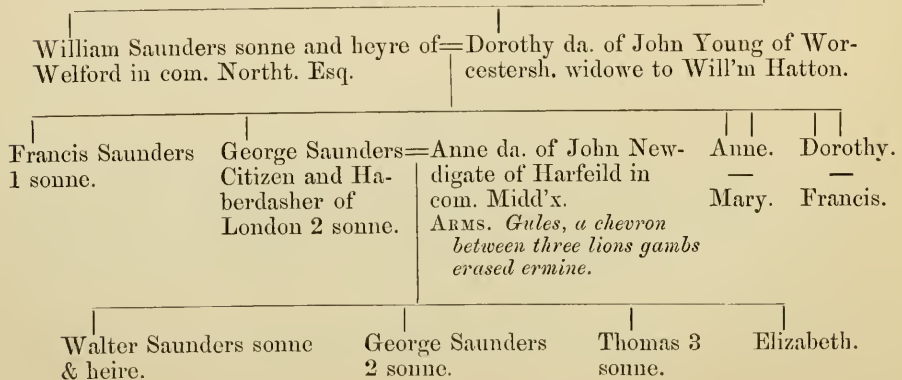 William Saunders sonne and heyre of=Dorothy da. of John Young of Wor-
Welford in com. Northt. Esq. cestersh. widowe to Will'm Hatton.
Francis Saunders George Saunders=Anne da. of John New- Anne. Dorothy.
1 sonne. Citizen and Ha- digate of Harfeild in — —
berdasher of com. Midd'x. Mary. Francis.
London 2 sonne. ARMS. Gules, a chevron
between three lions gambs
erased ermine.
Walter Saunders sonne George Saunders Thomas 3 Elizabeth.
& heire. 2 sonne. sonne.